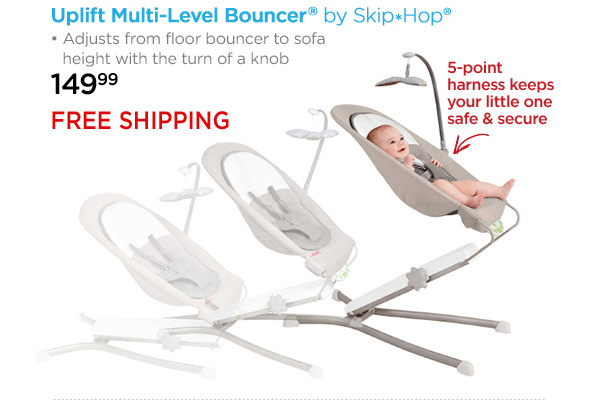 Uplift Multi-Level Bouncer® by Skip*Hop®
• Adjusts from floor bouncer to sofa
height with the turn of a knob
149⁹⁹
FREE SHIPPING
5-point
harness keeps
your little one
safe & secure